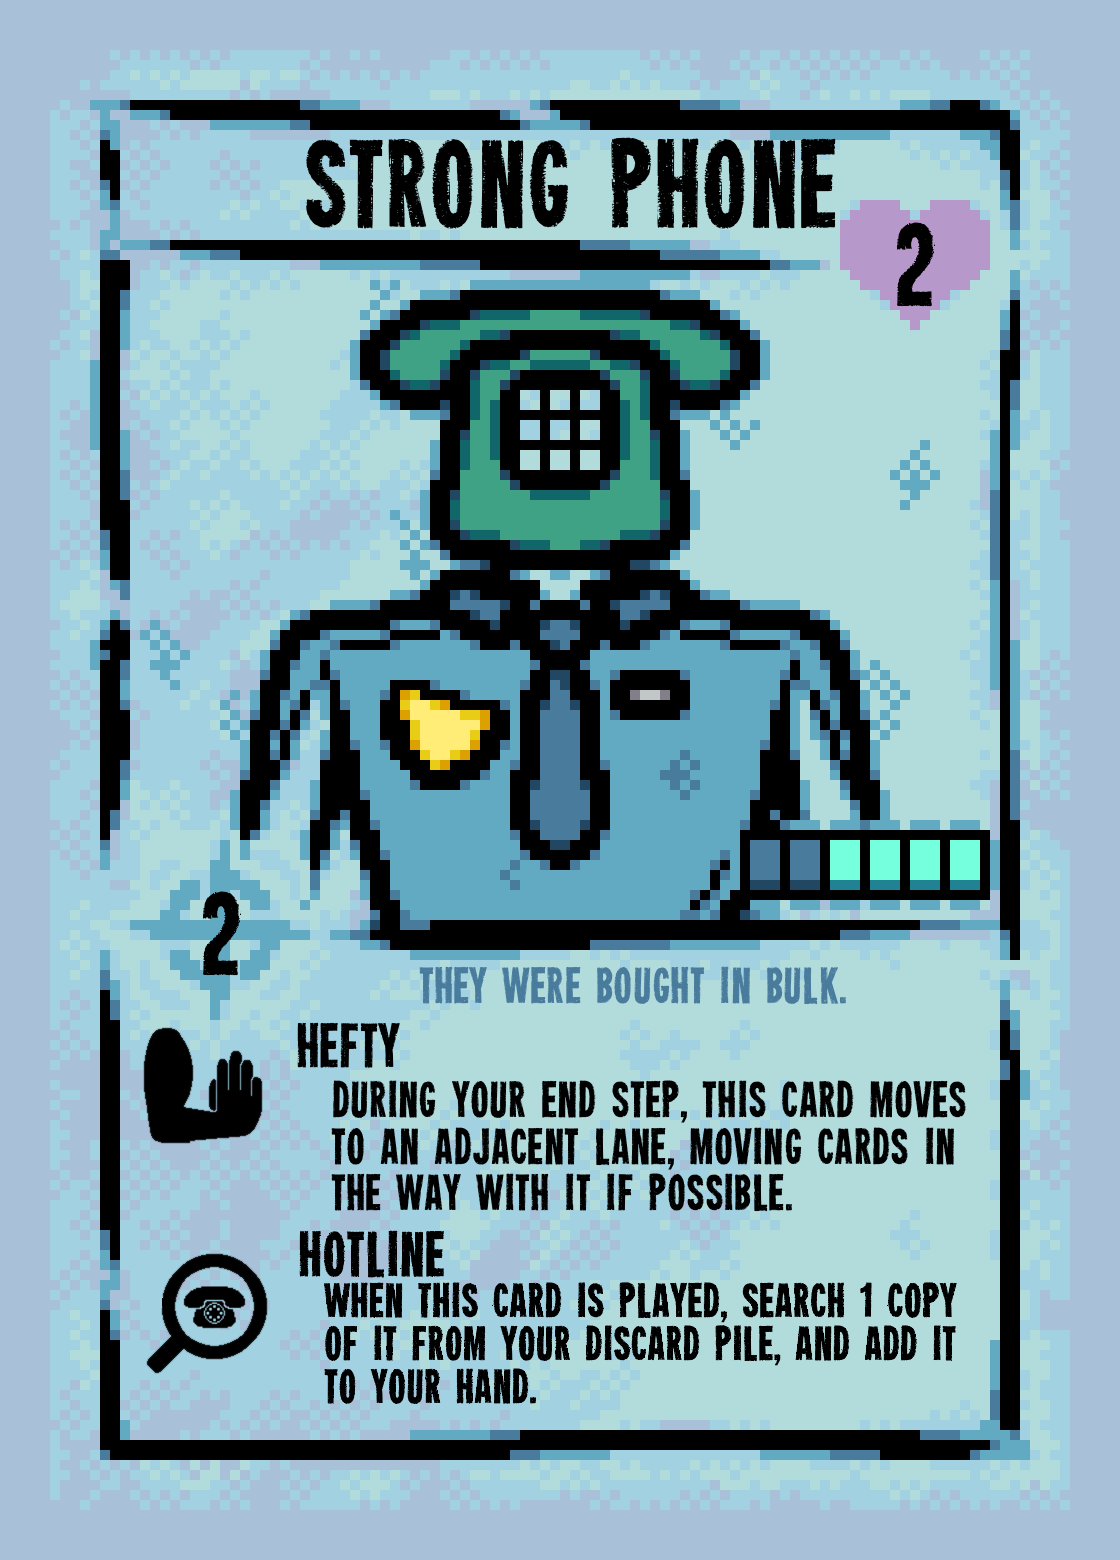 STRONG PHONE
2
2
THEY WERE BOUGHT IN BULK.
HEFTY
DURING YOUR END STEP, THIS CARD MOVES
TO AN ADJACENT LANE, MOVING CARDS IN
THE WAY WITH IT IF POSSIBLE.
HOTLINE
WHEN THIS CARD IS PLAYED, SEARCH 1 COPY
OF IT FROM YOUR DISCARD PILE, AND ADD IT
TO YOUR HAND.